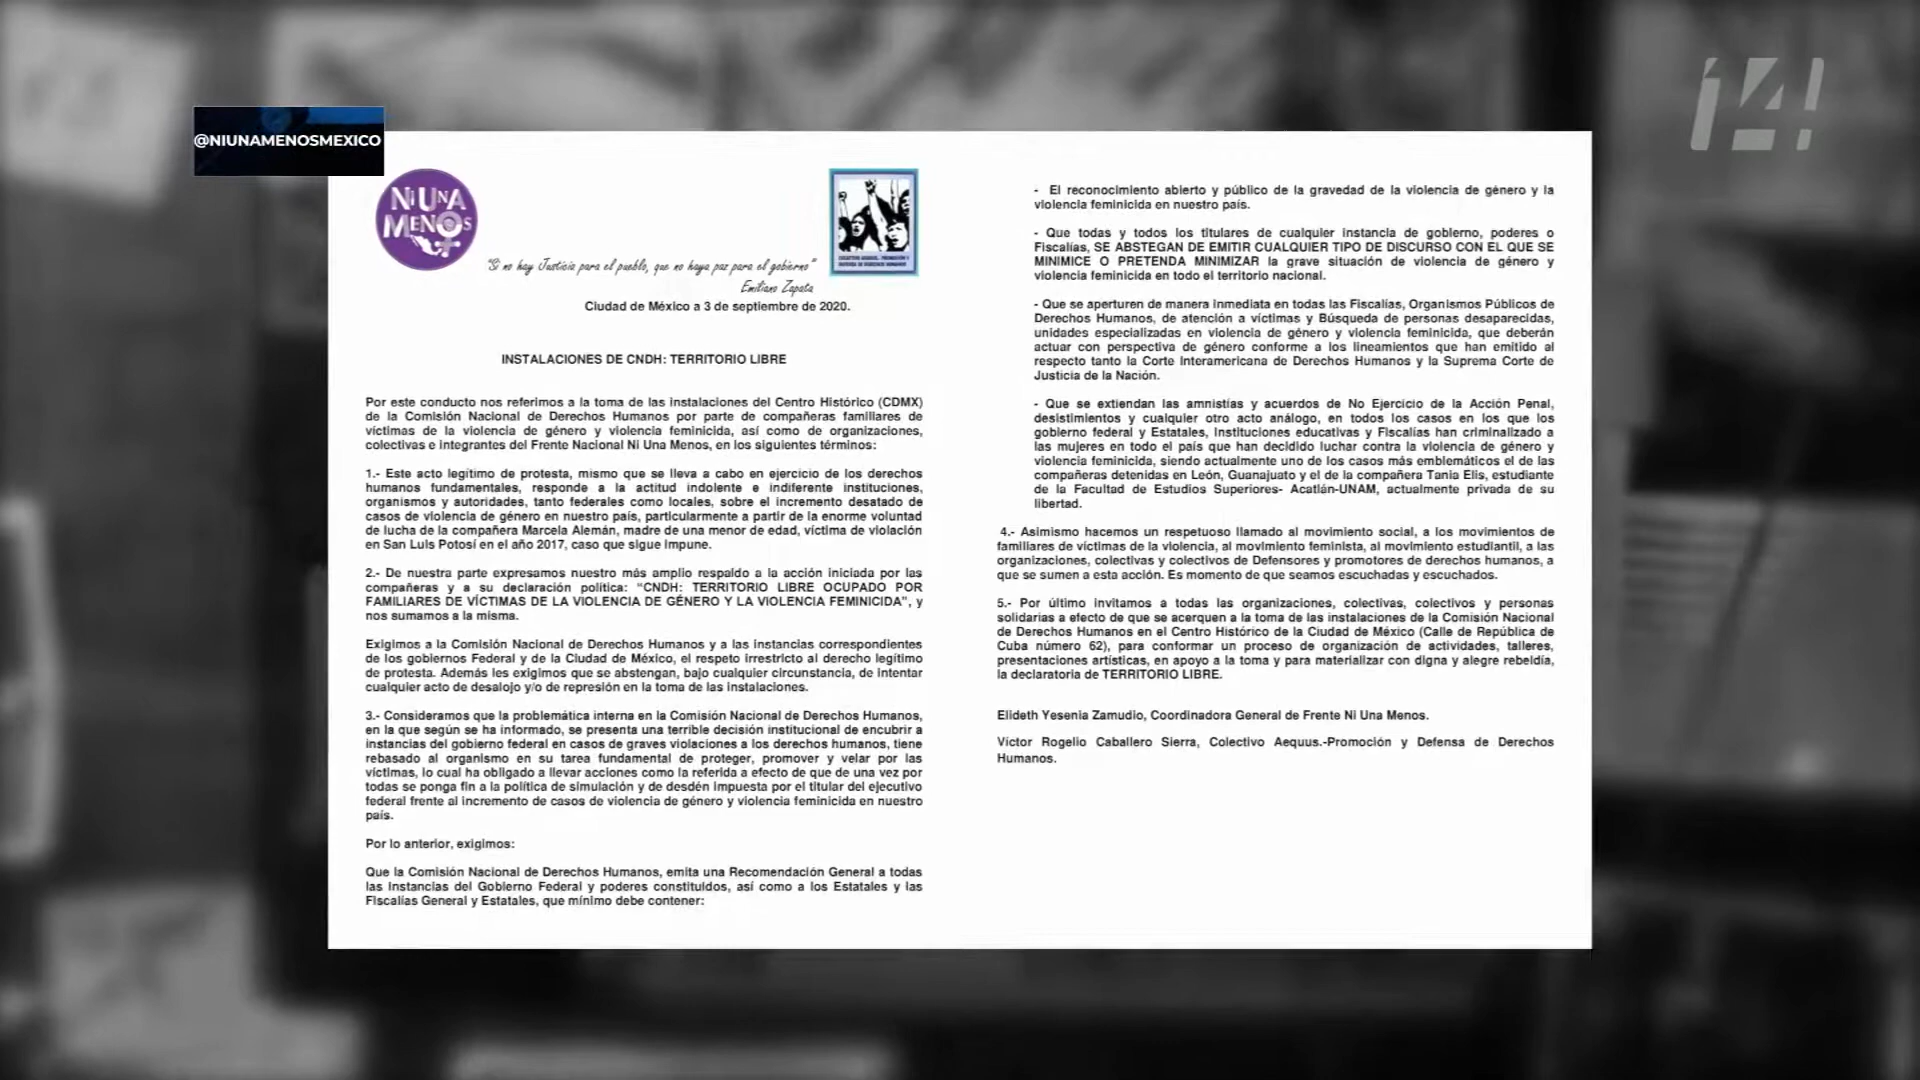 @NIUNAMENOSMEXICO
14!
NI UNA
MENOS
"Si no hay Justicia para el pueblo, que no haya paz para el gobierno"
Emiliano Zapata
Ciudad de México a 3 de septiembre de 2020.
INSTALACIONES DE CNDH: TERRITORIO LIBRE
Por este conducto nos referimos a la toma de las instalaciones del Centro Histórico (CDMX)
de la Comisión Nacional de Derechos Humanos por parte de compañeras familiares de
víctimas de la violencia de género y violencia feminicida, así como de organizaciones,
colectivas e integrantes del Frente Nacional Ni Una Menos, en los siguientes términos:
1.- Este acto legítimo de protesta, mismo que se lleva a cabo en ejercicio de los derechos
humanos fundamentales, responde a la actitud indolente e indiferente instituciones,
organismos y autoridades, tanto federales como locales, sobre el incremento desatado de
casos de violencia de género en nuestro país, particularmente a partir de la enorme voluntad
de lucha de la compañera Marcela Alemán, madre de una menor de edad, víctima de violación
en San Luis Potosí en el año 2017, caso que sigue impune.
2.- De nuestra parte expresamos nuestro más amplio respaldo a la acción iniciada por las
compañeras y a su declaración política: "CNDH: TERRITORIO LIBRE OCUPADO POR
FAMILIARES DE VÍCTIMAS DE LA VIOLENCIA DE GÉNERO Y LA VIOLENCIA FEMINICIDA", y
nos sumamos a la misma.
Exigimos a la Comisión Nacional de Derechos Humanos y a las instancias correspondientes
de los gobiernos Federal y de la Ciudad de México, el respeto irrestricto al derecho legítimo
de protesta. Además les exigimos que se abstengan, bajo cualquier circunstancia, de intentar
cualquier acto de desalojo y/o de represión en la toma de las instalaciones.
3.- Consideramos que la problemática interna en la Comisión Nacional de Derechos Humanos,
en la que según se ha informado, se presenta una terrible decisión institucional de encubrir a
instancias del gobierno federal en casos de graves violaciones a los derechos humanos, tiene
rebasado al organismo en su tarea fundamental de proteger, promover y velar por las
víctimas, lo cual ha obligado a llevar acciones como la referida a efecto de que de una vez por
todas se ponga fin a la política de simulación y de desdén impuesta por el titular del ejecutivo
federal frente al incremento de casos de violencia de género y violencia feminicida en nuestro
país.
Por lo anterior, exigimos:
Que la Comisión Nacional de Derechos Humanos, emita una Recomendación General a todas
las Instancias del Gobierno Federal y poderes constituidos, así como a los Estatales y las
Fiscalías General y Estatales, que mínimo debe contener:
- El reconocimiento abierto y público de la gravedad de la violencia de género y la
violencia feminicida en nuestro país.
- Que todas y todos los titulares de cualquier instancia de gobierno, poderes o
Fiscalías, SE ABSTEGAN DE EMITIR CUALQUIER TIPO DE DISCURSO CON EL QUE SE
MINIMICE O PRETENDA MINIMIZAR la grave situación de violencia de género y
violencia feminicida en todo el territorio nacional.
- Que se aperturen de manera inmediata en todas las Fiscalías, Organismos Públicos de
Derechos Humanos, de atención a víctimas y Búsqueda de personas desaparecidas,
unidades especializadas en violencia de género y violencia feminicida, que deberán
actuar con perspectiva de género conforme a los lineamientos que han emitido al
respecto tanto la Corte Interamericana de Derechos Humanos y la Suprema Corte de
Justicia de la Nación.
- Que se extiendan las amnistías y acuerdos de No Ejercicio de la Acción Penal,
desistimientos y cualquier otro acto análogo, en todos los casos en los que los
gobierno federal y Estatales, Instituciones educativas y Fiscalías han criminalizado a
las mujeres en todo el país que han decidido luchar contra la violencia de género y
violencia feminicida, siendo actualmente uno de los casos más emblemáticos el de las
compañeras detenidas en León, Guanajuato y el de la compañera Tania Elis, estudiante
de la Facultad de Estudios Superiores- Acatlán-UNAM, actualmente privada de su
libertad.
4.- Asimismo hacemos un respetuoso llamado al movimiento social, a los movimientos de
familiares de víctimas de la violencia, al movimiento feminista, al movimiento estudiantil, a las
organizaciones, colectivas y colectivos de Defensores y promotores de derechos humanos, a
que se sumen a esta acción. Es momento de que seamos escuchadas y escuchados.
5.- Por último invitamos a todas las organizaciones, colectivas, colectivos y personas
solidarias a efecto de que se acerquen a la toma de las instalaciones de la Comisión Nacional
de Derechos Humanos en el Centro Histórico de la Ciudad de México (Calle de República de
Cuba número 62), para conformar un proceso de organización de actividades, talleres,
presentaciones artísticas, en apoyo a la toma y para materializar con digna y alegre rebeldía,
la declaratoria de TERRITORIO LIBRE.
Elideth Yesenia Zamudio, Coordinadora General de Frente Ni Una Menos.
Víctor Rogelio Caballero Sierra, Colectivo Aequus.-Promoción y Defensa de Derechos
Humanos.